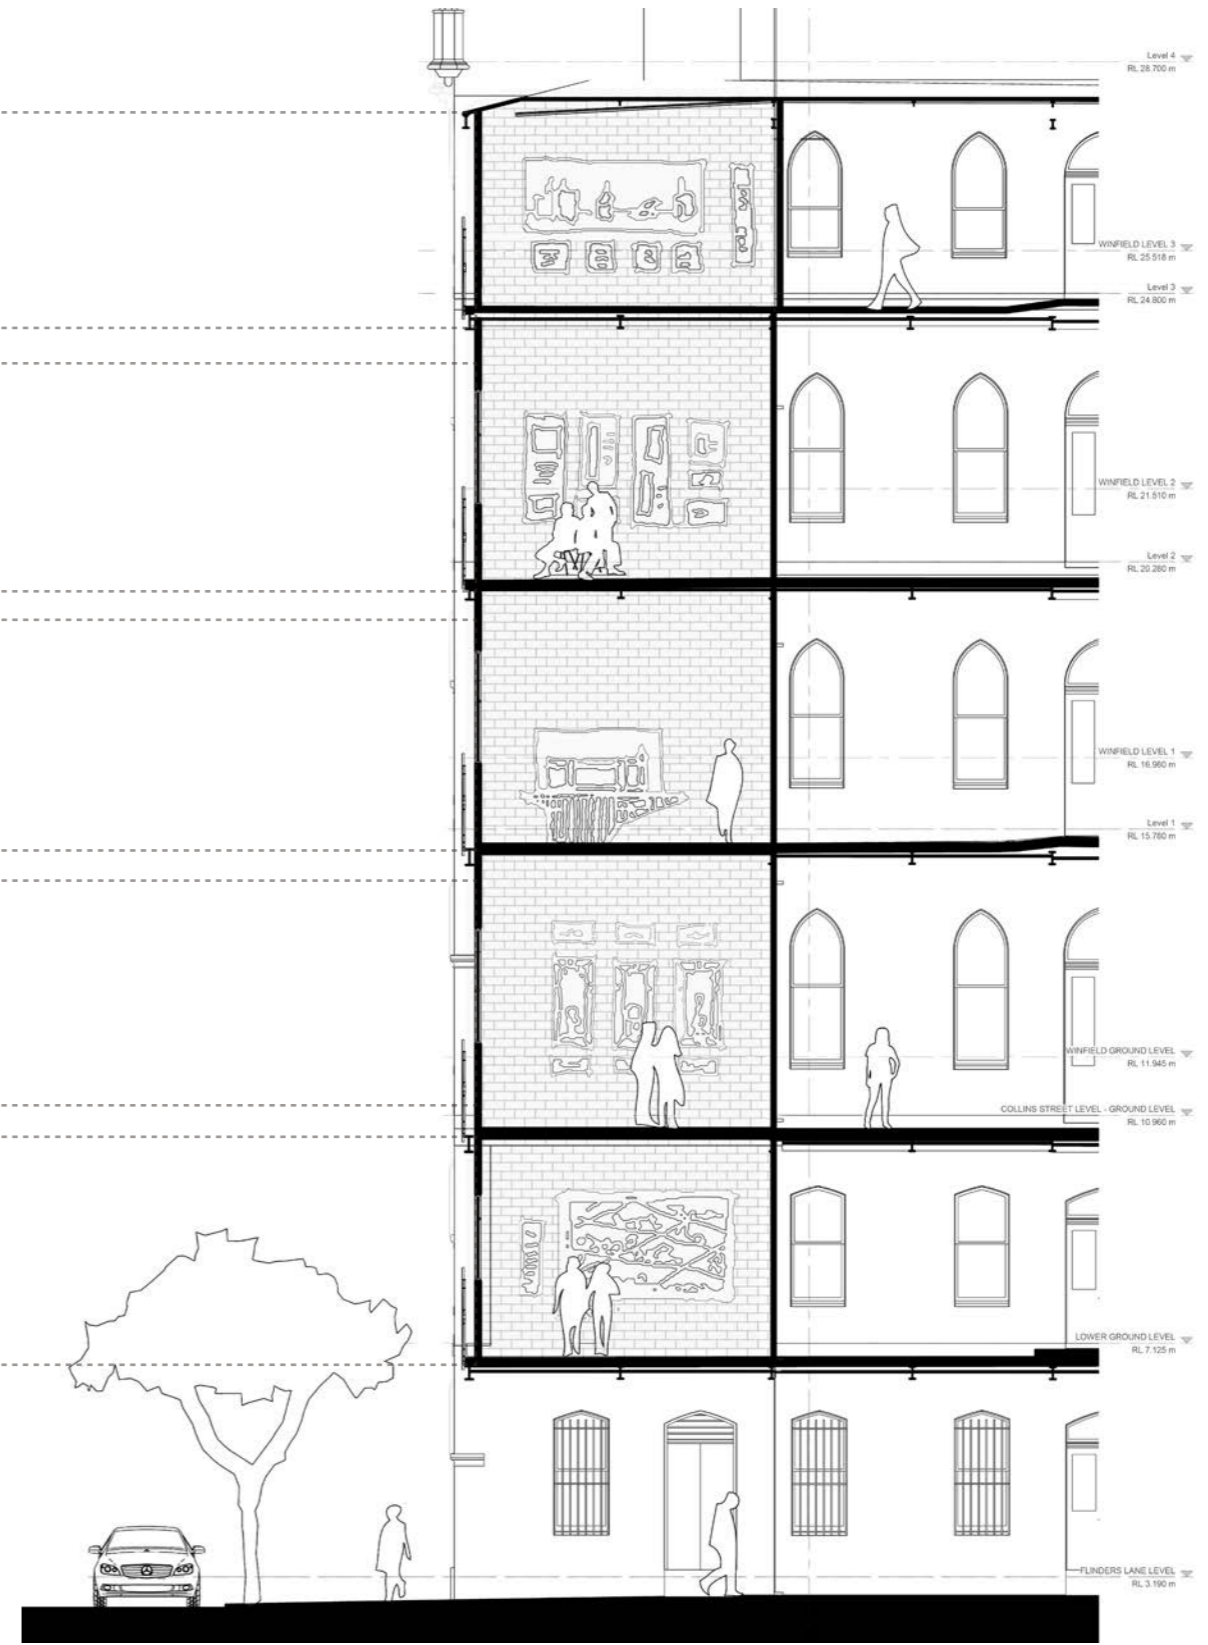 Level 4
RL 28.700 m
WINFIELD LEVEL 3
RL 25.518 m
Level 3
RL 24.800 m
WINFIELD LEVEL 2
RL 21.510 m
Level 2
RL 20.280 m
WINFIELD LEVEL 1
RL 16.980 m
Level 1
RL 15.780 m
WINFIELD GROUND LEVEL
RL 11.945 m
COLLINS STREET LEVEL - GROUND LEVEL
RL 10.960 m
LOWER GROUND LEVEL
RL 7.125 m
FLINDERS LANE LEVEL
RL 3.190 m